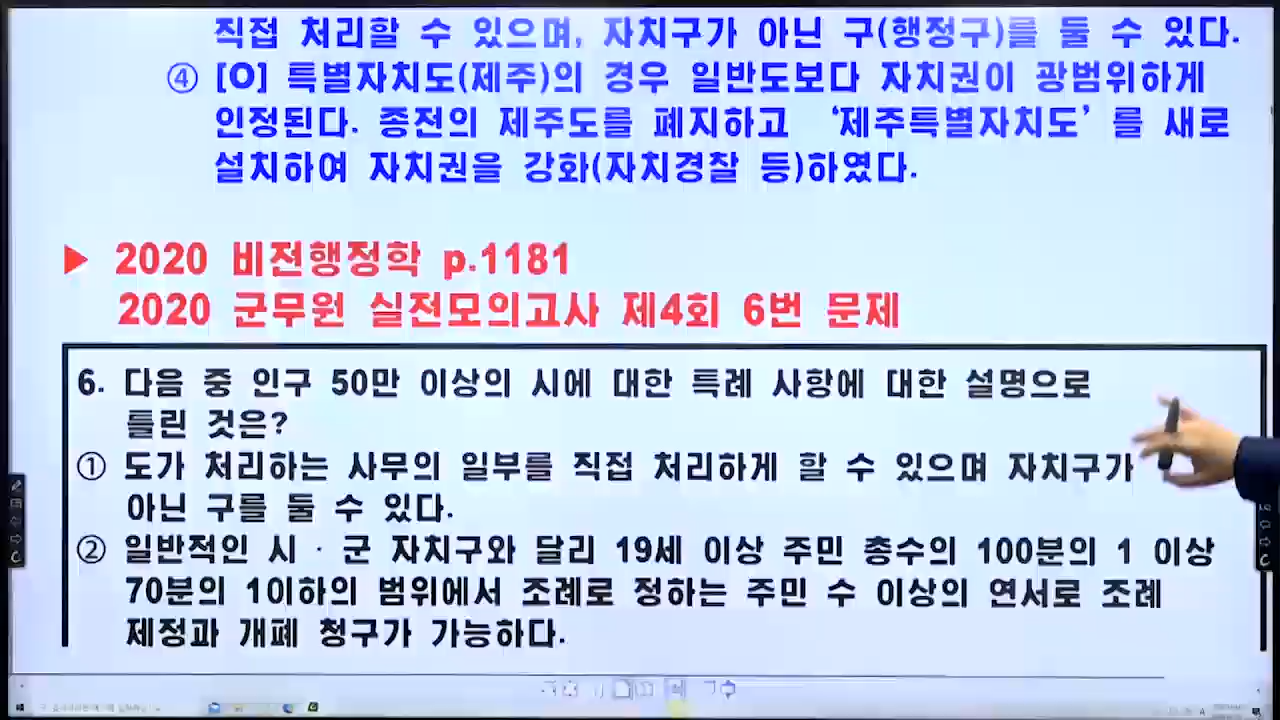 직접 처리할 수 있으며, 자치구가 아닌 구(행정구)를 둘 수 있다.
④ [O] 특별자치도(제주)의 경우 일반도보다 자치권이 광범위하게
인정된다. 종전의 제주도를 폐지하고 ‘제주특별자치도’를 새로
설치하여 자치권을 강화(자치경찰 등)하였다.
▶ 2020 비전행정학 p.1181
2020 군무원 실전모의고사 제4회 6번 문제
6. 다음 중 인구 50만 이상의 시에 대한 특례 사항에 대한 설명으로
틀린 것은?
① 도가 처리하는 사무의 일부를 직접 처리하게 할 수 있으며 자치구가
아닌 구를 둘 수 있다.
② 일반적인 시·군 자치구와 달리 19세 이상 주민 총수의 100분의 1 이상
70분의 1이하의 범위에서 조례로 정하는 주민 수 이상의 연서로 조례
제정과 개폐 청구가 가능하다.